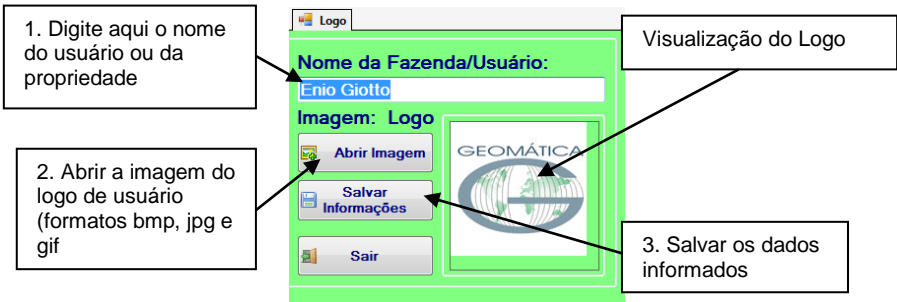 1. Digite aqui o nome
do usuário ou da
propriedade
Logo
Visualização do Logo
Nome da Fazenda/Usuário:
Enio Giotto
Imagem: Logo
Abrir Imagem
GEOMÁTICA
2. Abrir a imagem do
logo de usuário
(formatos bmp, jpg e
gif
Salvar
Informações
3. Salvar os dados
informados
Sair